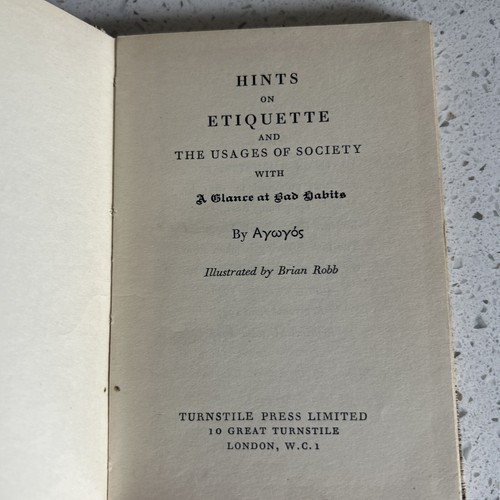 HINTS
ON
ETIQUETTE
AND
THE USAGES OF SOCIETY
WITH
A Glance at Bad Habits
By Αγωγός
Illustrated by Brian Robb
TURNSTILE PRESS LIMITED
10 GREAT TURNSTILE
LONDON, W.C.1